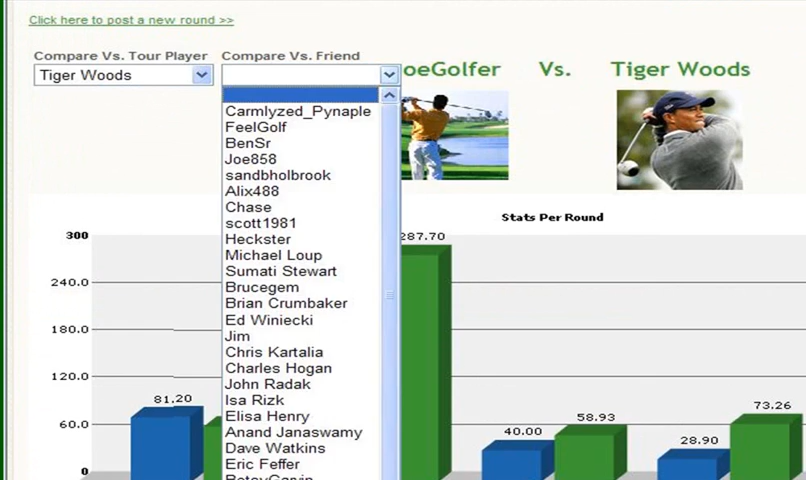 Click here to post a new round >>
Compare Vs. Tour Player
Compare Vs. Friend
Tiger Woods
oeGolfer Vs. Tiger Woods
Carmlyzed_Pynaple
FeelGolf
BenSr
Joe858
sandbholbrook
Alix488
Chase
scott1981
Heckster
Michael Loup
Sumati Stewart
Brucegem
Brian Crumbaker
Ed Winiecki
Jim
Chris Kartalia
Charles Hogan
John Radak
Isa Rizk
Elisa Henry
Anand Janaswamy
Dave Watkins
Eric Feffer
Stats Per Round
300
240.0
180.0
120.0
60.0
0
81.20
287.70
40.00
58.93
28.90
73.26